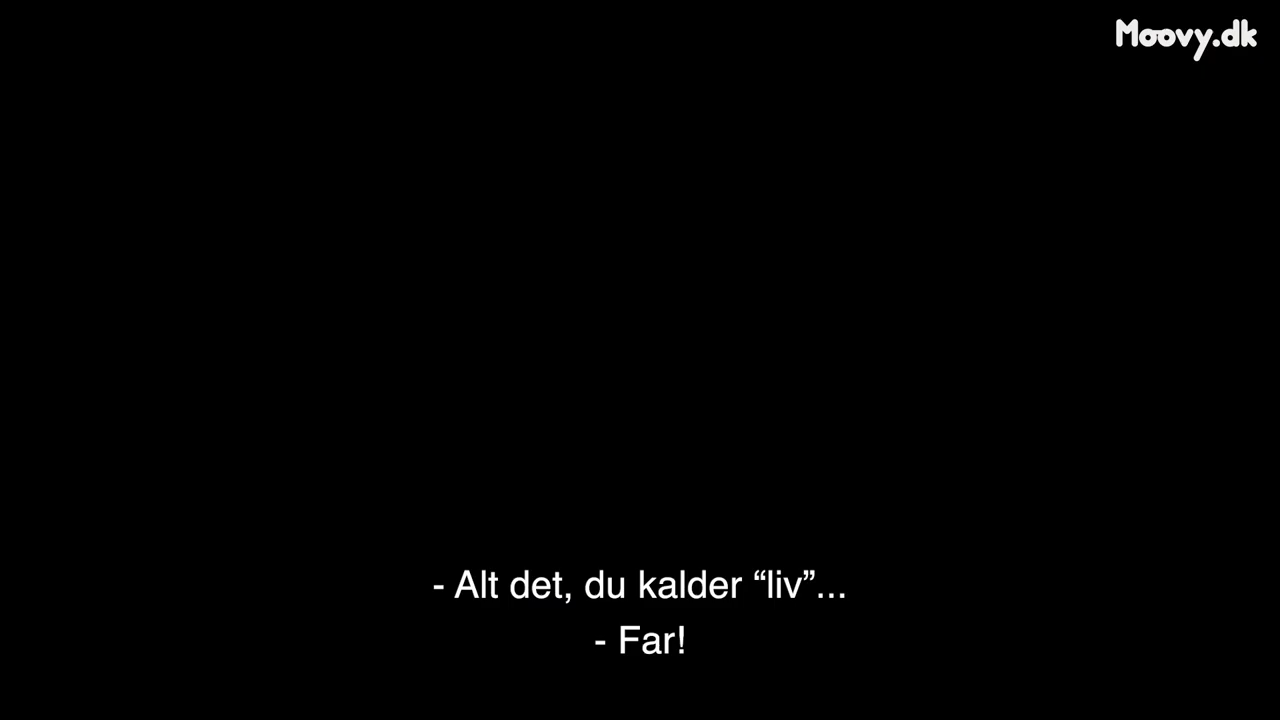 Moovy.dk
- Alt det, du kalder “liv”...
- Far!